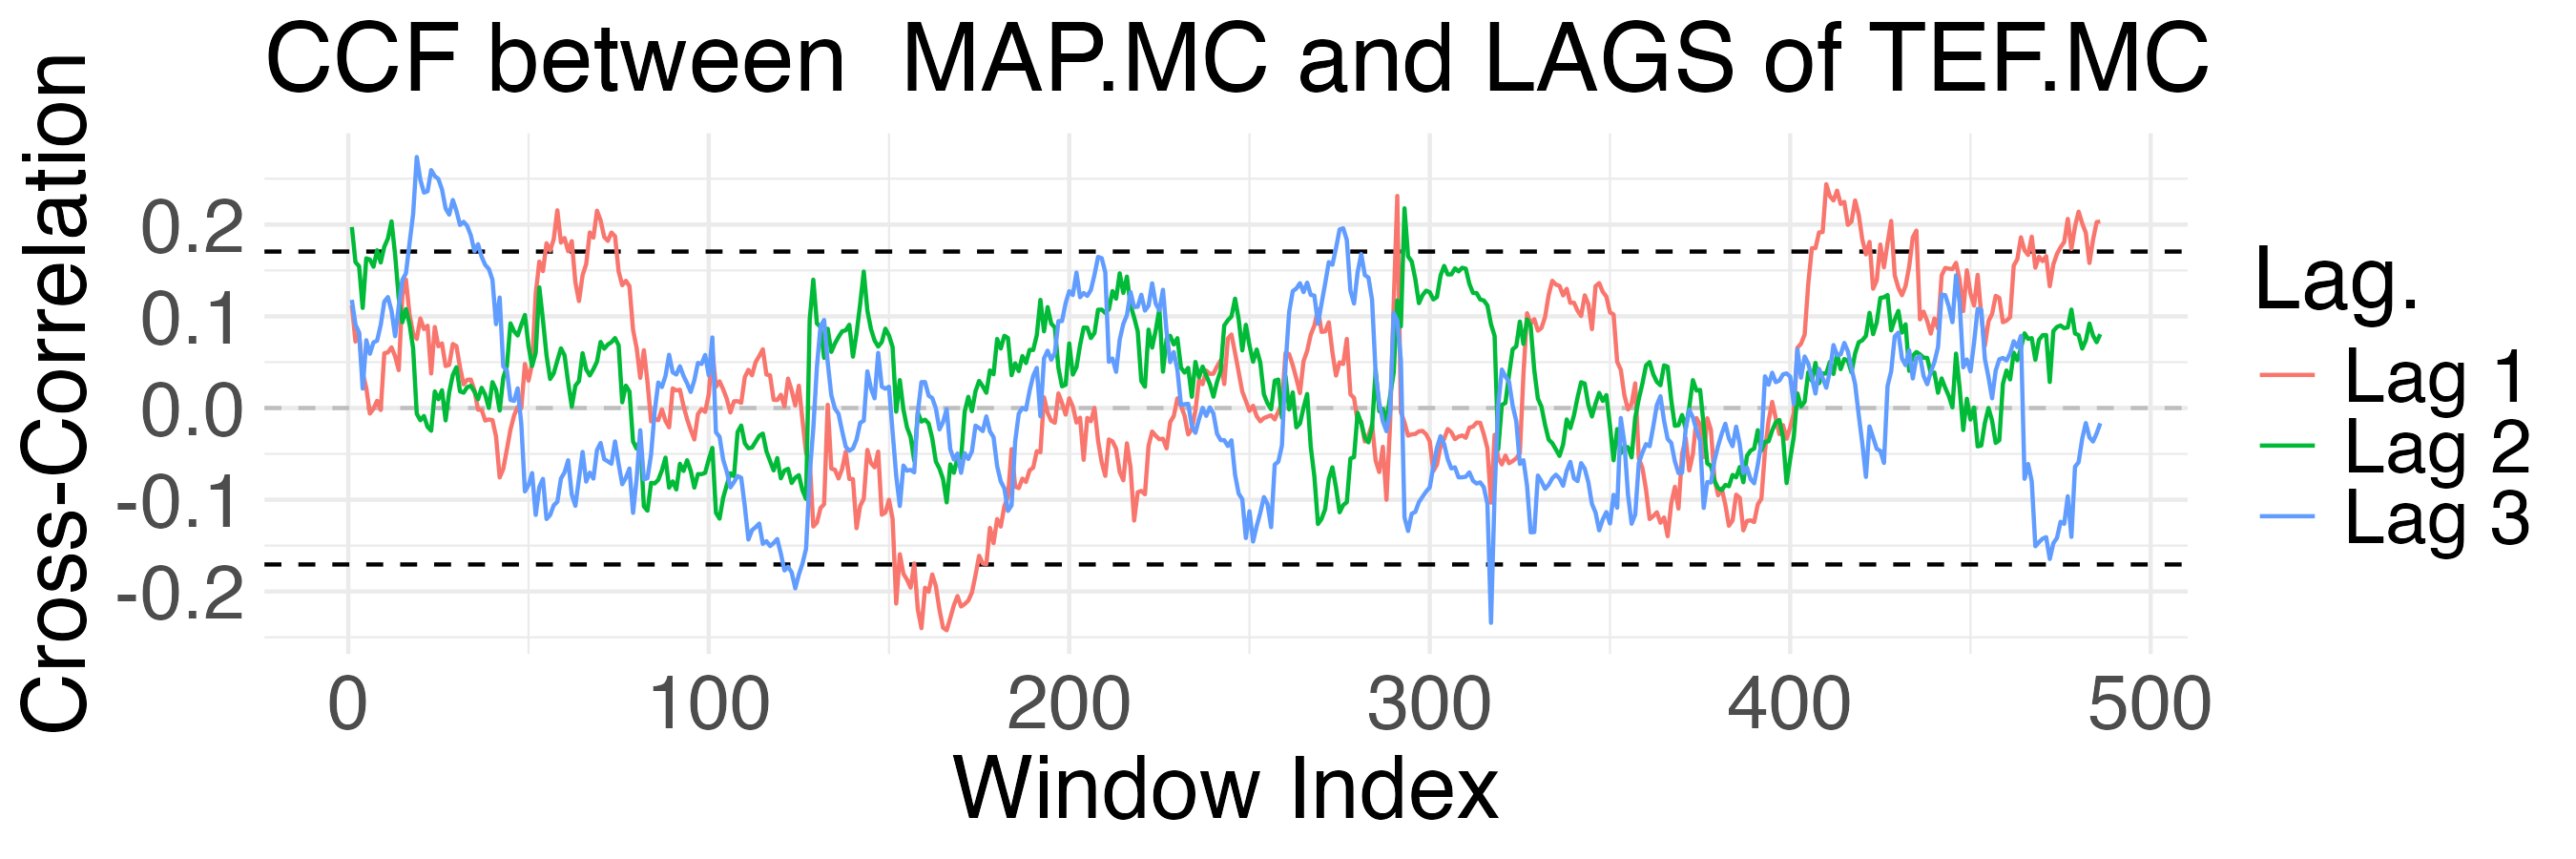 CCF between  MAP.MC and LAGS of TEF.MC
Cross-Correlation
0.2
0.1
0.0
-0.1
-0.2
0 100 200 300 400 500
Window Index
Lag.
Lag 1
Lag 2
Lag 3